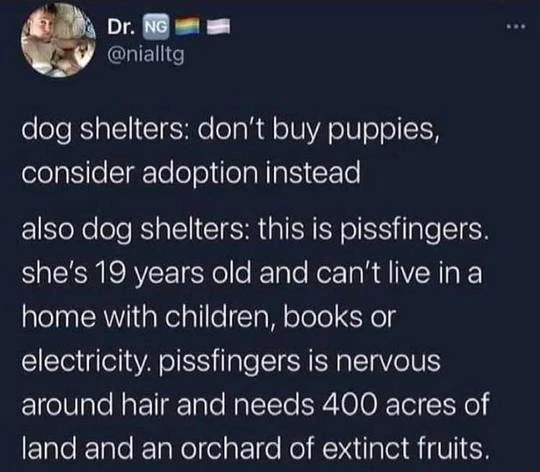 Dr. NG 🏳️‍🌈 🏳️‍⚧️
@nialltg
dog shelters: don't buy puppies,
consider adoption instead
also dog shelters: this is pissfingers.
she's 19 years old and can't live in a
home with children, books or
electricity. pissfingers is nervous
around hair and needs 400 acres of
land and an orchard of extinct fruits.